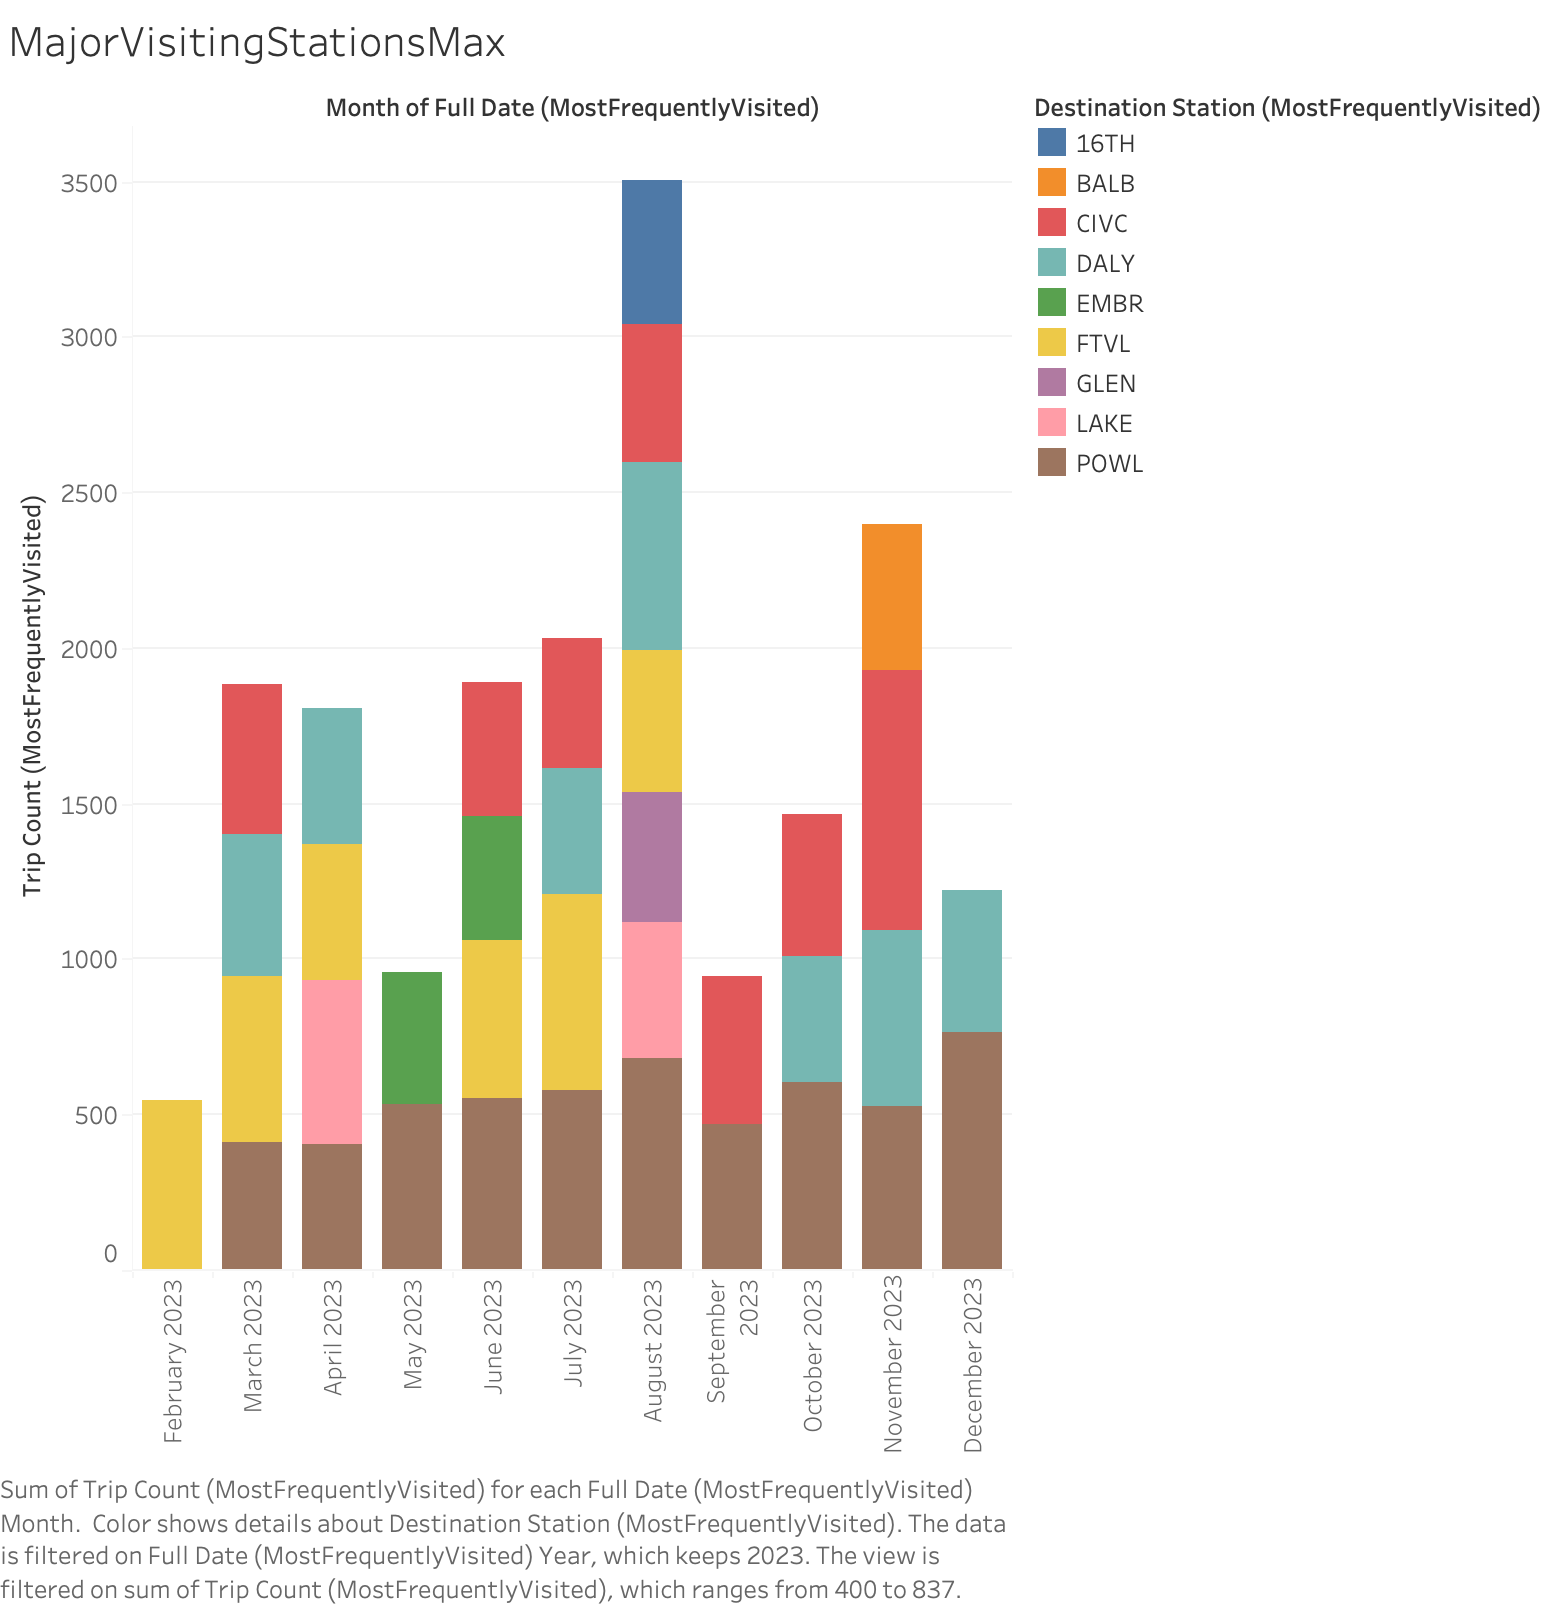 MajorVisitingStationsMax
Month of Full Date (MostFrequentlyVisited)
Destination Station (MostFrequentlyVisited)
16TH
BALB
CIVC
DALY
EMBR
FTVL
GLEN
LAKE
POWL
Trip Count (MostFrequentlyVisited)
3500
3000
2500
2000
1500
1000
500
0
February 2023
March 2023
April 2023
May 2023
June 2023
July 2023
August 2023
September
2023
October 2023
November 2023
December 2023
Sum of Trip Count (MostFrequentlyVisited) for each Full Date (MostFrequentlyVisited)
Month.  Color shows details about Destination Station (MostFrequentlyVisited). The data
is filtered on Full Date (MostFrequentlyVisited) Year, which keeps 2023. The view is
filtered on sum of Trip Count (MostFrequentlyVisited), which ranges from 400 to 837.